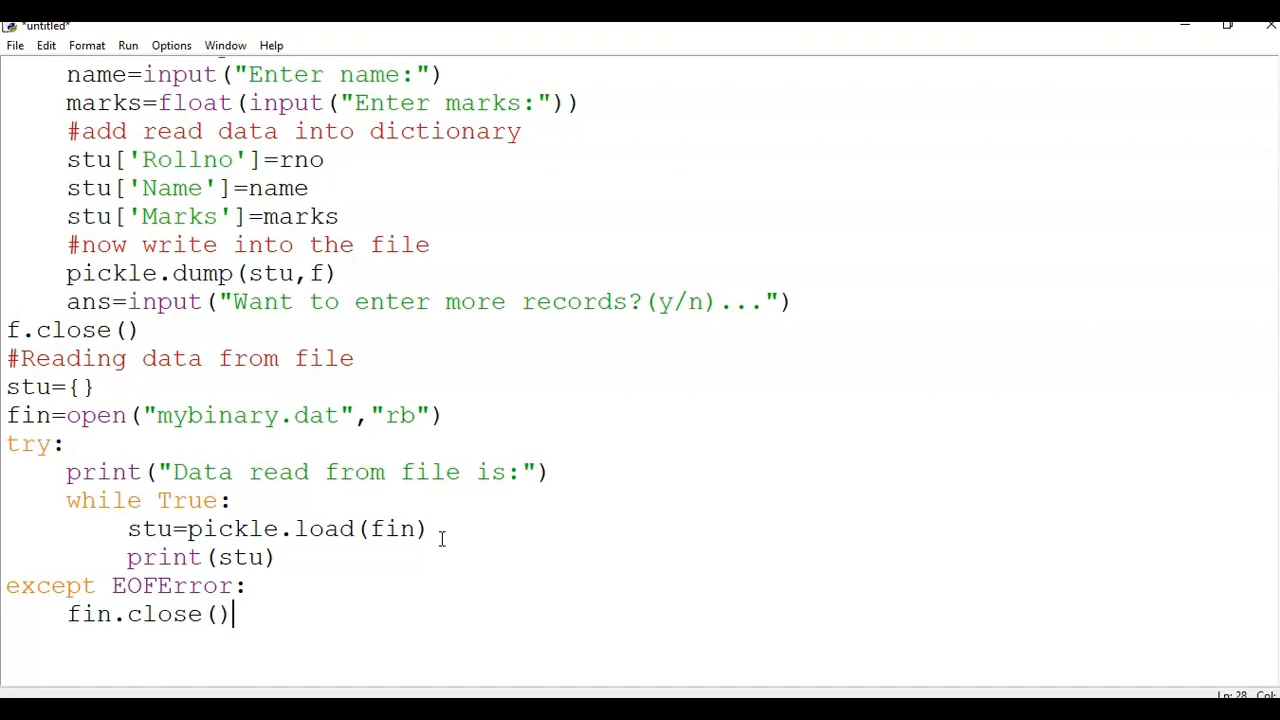 *untitled*
File Edit Format Run Options Window Help
    name=input("Enter name:")
    marks=float(input("Enter marks:"))
    #add read data into dictionary
    stu['Rollno']=rno
    stu['Name']=name
    stu['Marks']=marks
    #now write into the file
    pickle.dump(stu,f)
    ans=input("Want to enter more records?(y/n)...")
f.close()
#Reading data from file
stu={}
fin=open("mybinary.dat","rb")
try:
    print("Data read from file is:")
    while True:
        stu=pickle.load(fin)
        print(stu)
except EOFError:
    fin.close()
Ln: 28 Col: